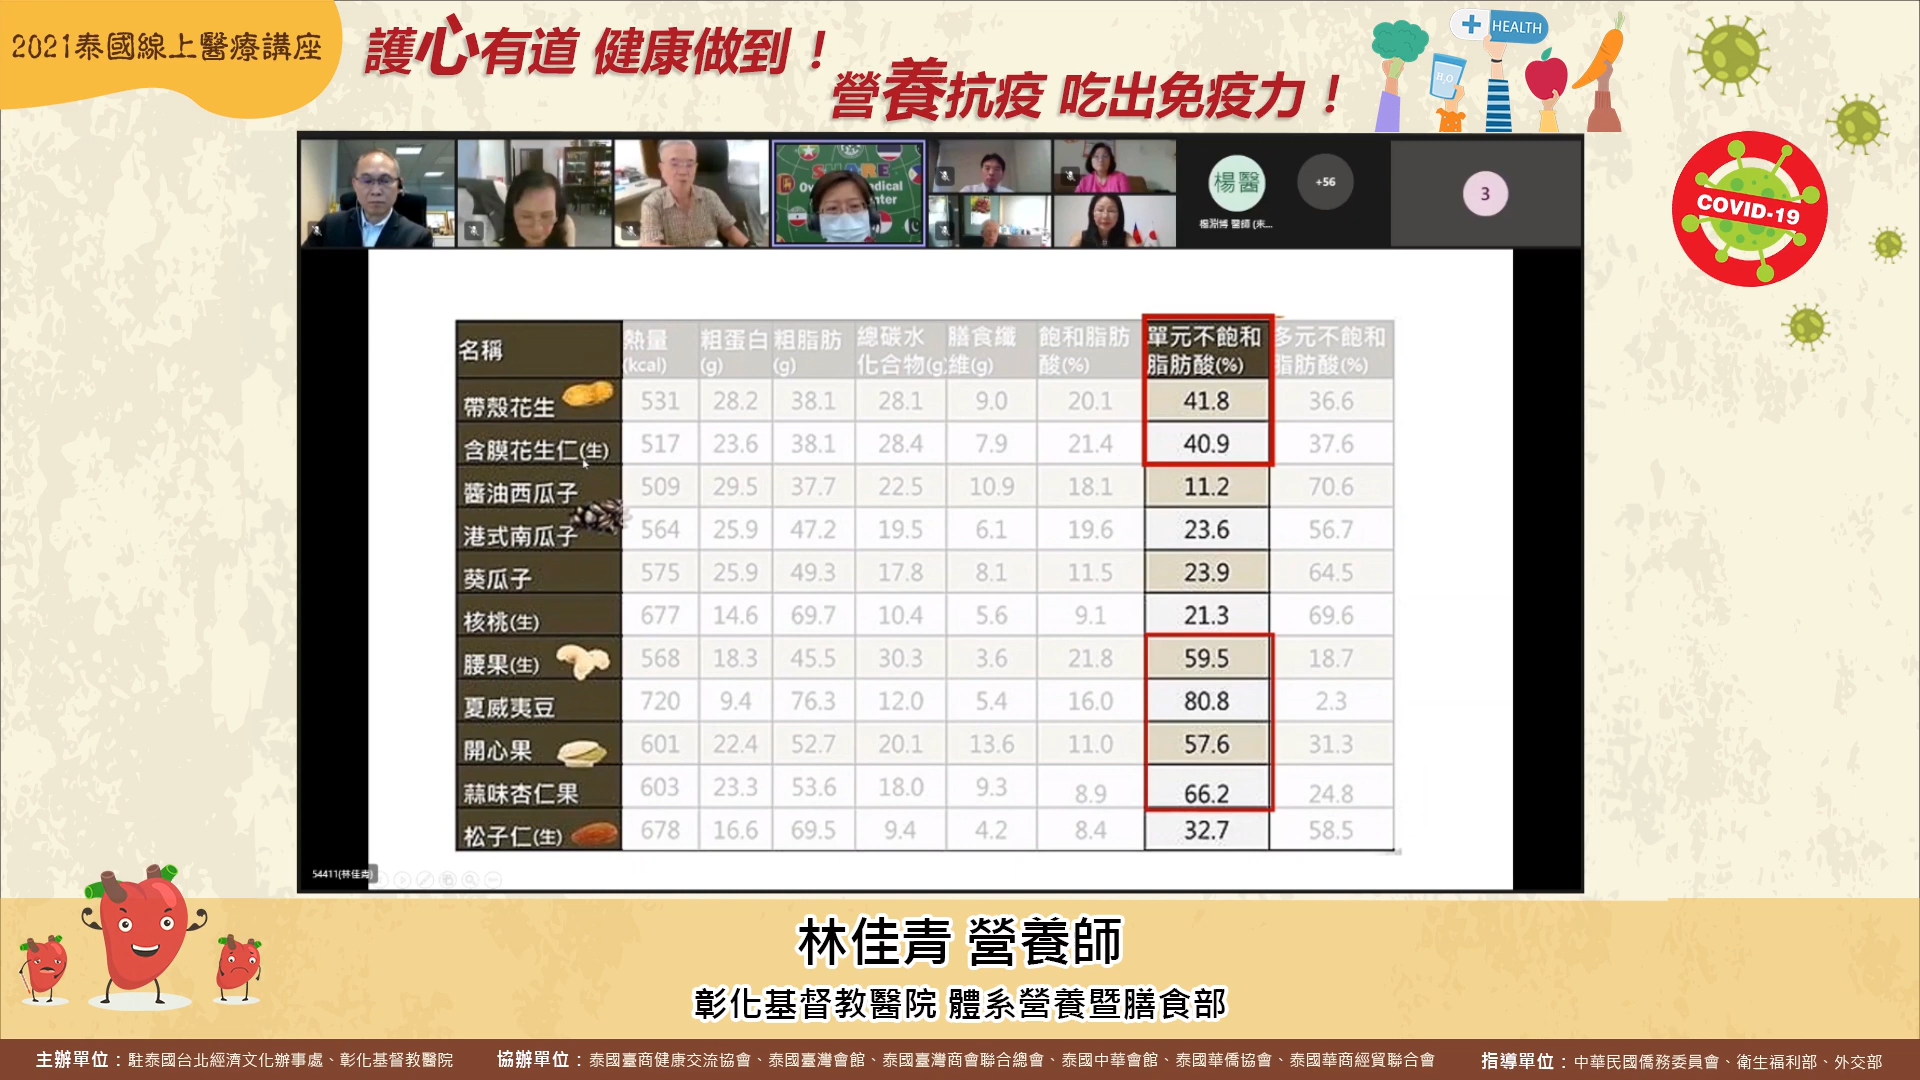 2021泰國線上醫療講座
護心有道 健康做到！
營養抗疫 吃出免疫力！
HEALTH
H₂O
COVID-19
SHARE
楊醫
楊淵博 醫師 (來...
+56
3
名稱 熱量(kcal) 粗蛋白(g) 粗脂肪(g) 總碳水化合物(g) 膳食纖維(g) 飽和脂肪酸(%) 單元不飽和脂肪酸(%) 多元不飽和脂肪酸(%)
帶殼花生 531 28.2 38.1 28.1 9.0 20.1 41.8 36.6
含膜花生仁(生) 517 23.6 38.1 28.4 7.9 21.4 40.9 37.6
醬油西瓜子 509 29.5 37.7 22.5 10.9 18.1 11.2 70.6
港式南瓜子 564 25.9 47.2 19.5 6.1 19.6 23.6 56.7
葵瓜子 575 25.9 49.3 17.8 8.1 11.5 23.9 64.5
核桃(生) 677 14.6 69.7 10.4 5.6 9.1 21.3 69.6
腰果(生) 568 18.3 45.5 30.3 3.6 21.8 59.5 18.7
夏威夷豆 720 9.4 76.3 12.0 5.4 16.0 80.8 2.3
開心果 601 22.4 52.7 20.1 13.6 11.0 57.6 31.3
蒜味杏仁果 603 23.3 53.6 18.0 9.3 8.9 66.2 24.8
松子仁(生) 678 16.6 69.5 9.4 4.2 8.4 32.7 58.5
54411(林佳青)
林佳青 營養師
彰化基督教醫院 體系營養暨膳食部
主辦單位：駐泰國台北經濟文化辦事處、彰化基督教醫院 協辦單位：泰國臺商健康交流協會、泰國臺灣會館、泰國臺灣商會聯合總會、泰國中華會館、泰國華僑協會、泰國華商經貿聯合會 指導單位：中華民國僑務委員會、衛生福利部、外交部